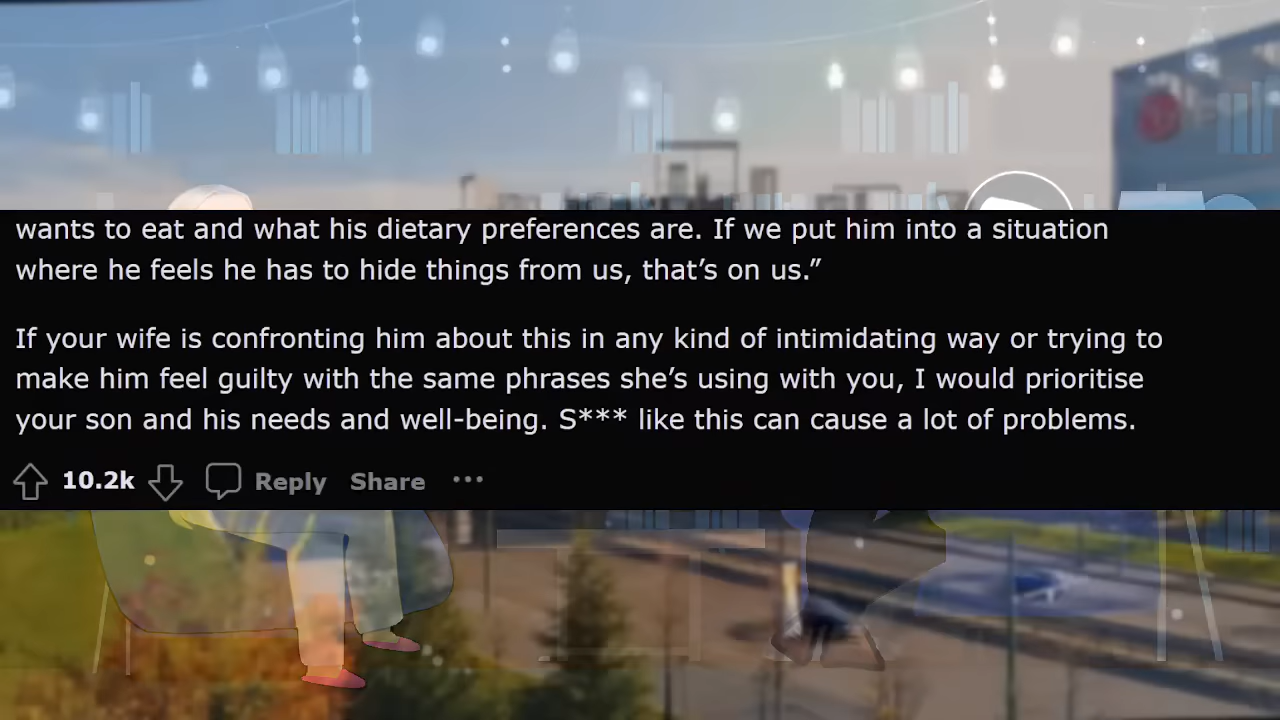 wants to eat and what his dietary preferences are. If we put him into a situation
where he feels he has to hide things from us, that’s on us.”
If your wife is confronting him about this in any kind of intimidating way or trying to
make him feel guilty with the same phrases she’s using with you, I would prioritise
your son and his needs and well-being. S*** like this can cause a lot of problems.
10.2k Reply Share •••